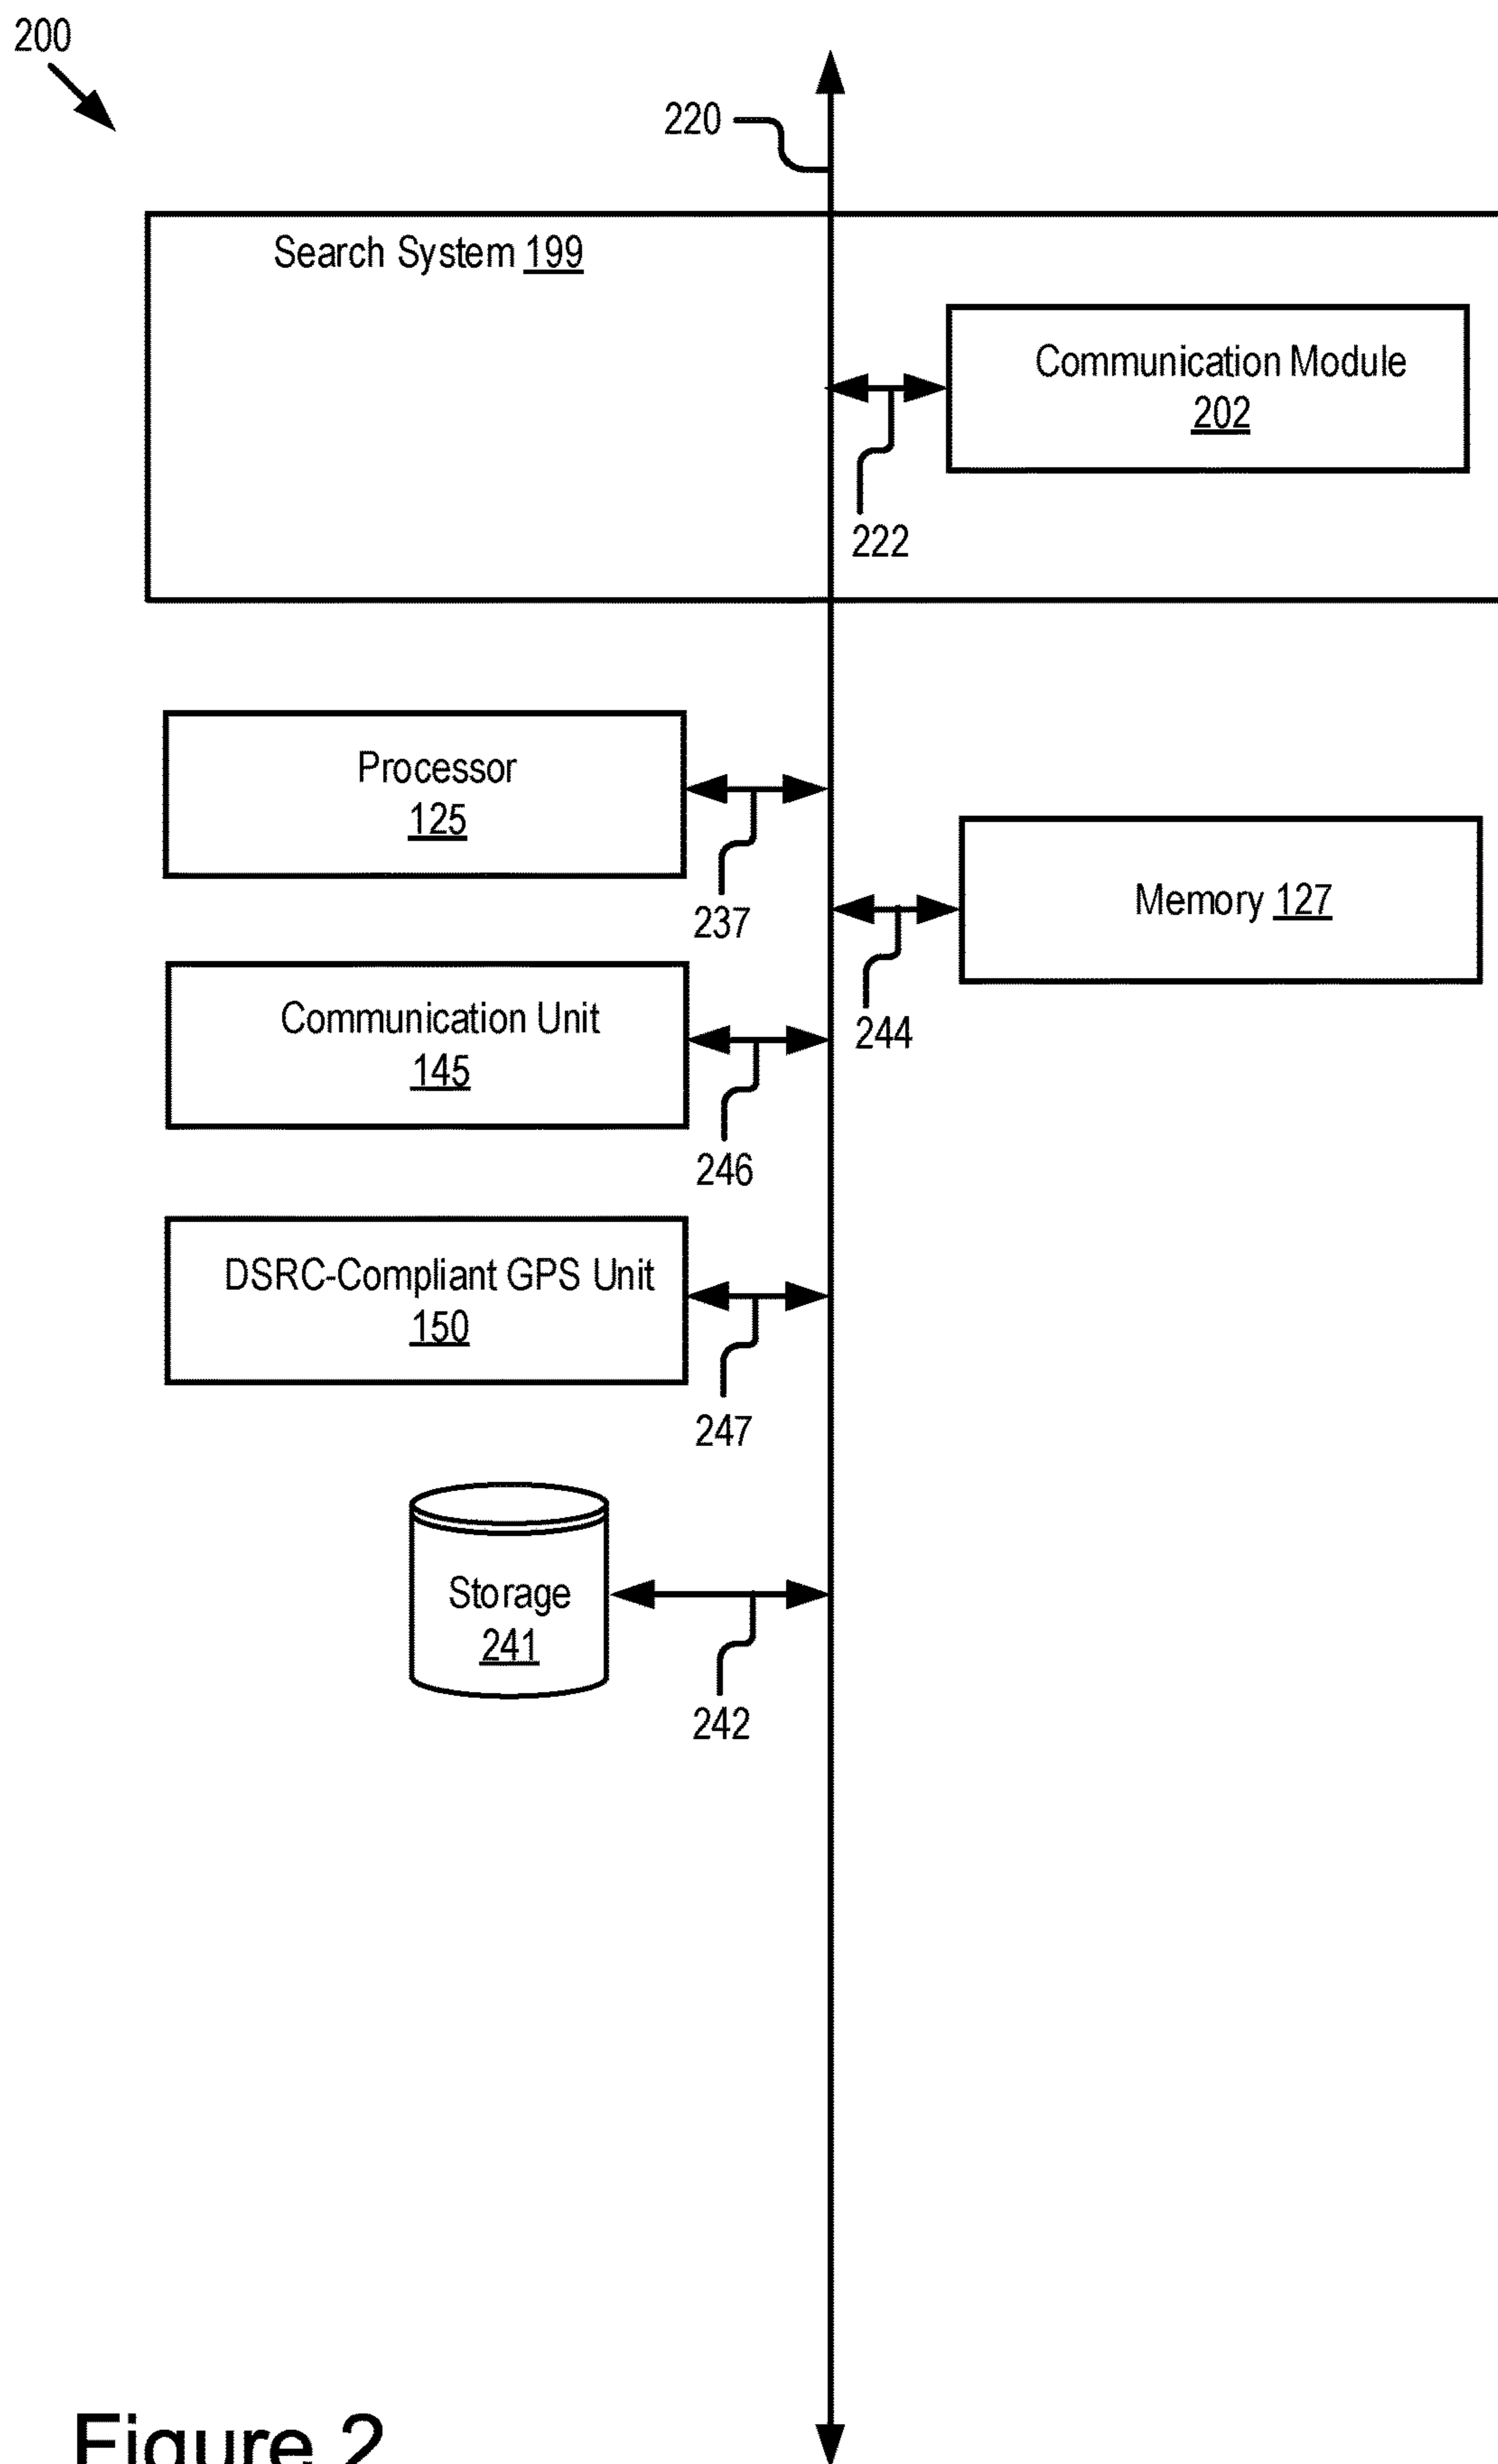 200
220
Search System 199
Communication Module
202
222
Processor
125
237
Memory 127
244
Communication Unit
145
246
DSRC-Compliant GPS Unit
150
247
Storage
241
242
Figure 2